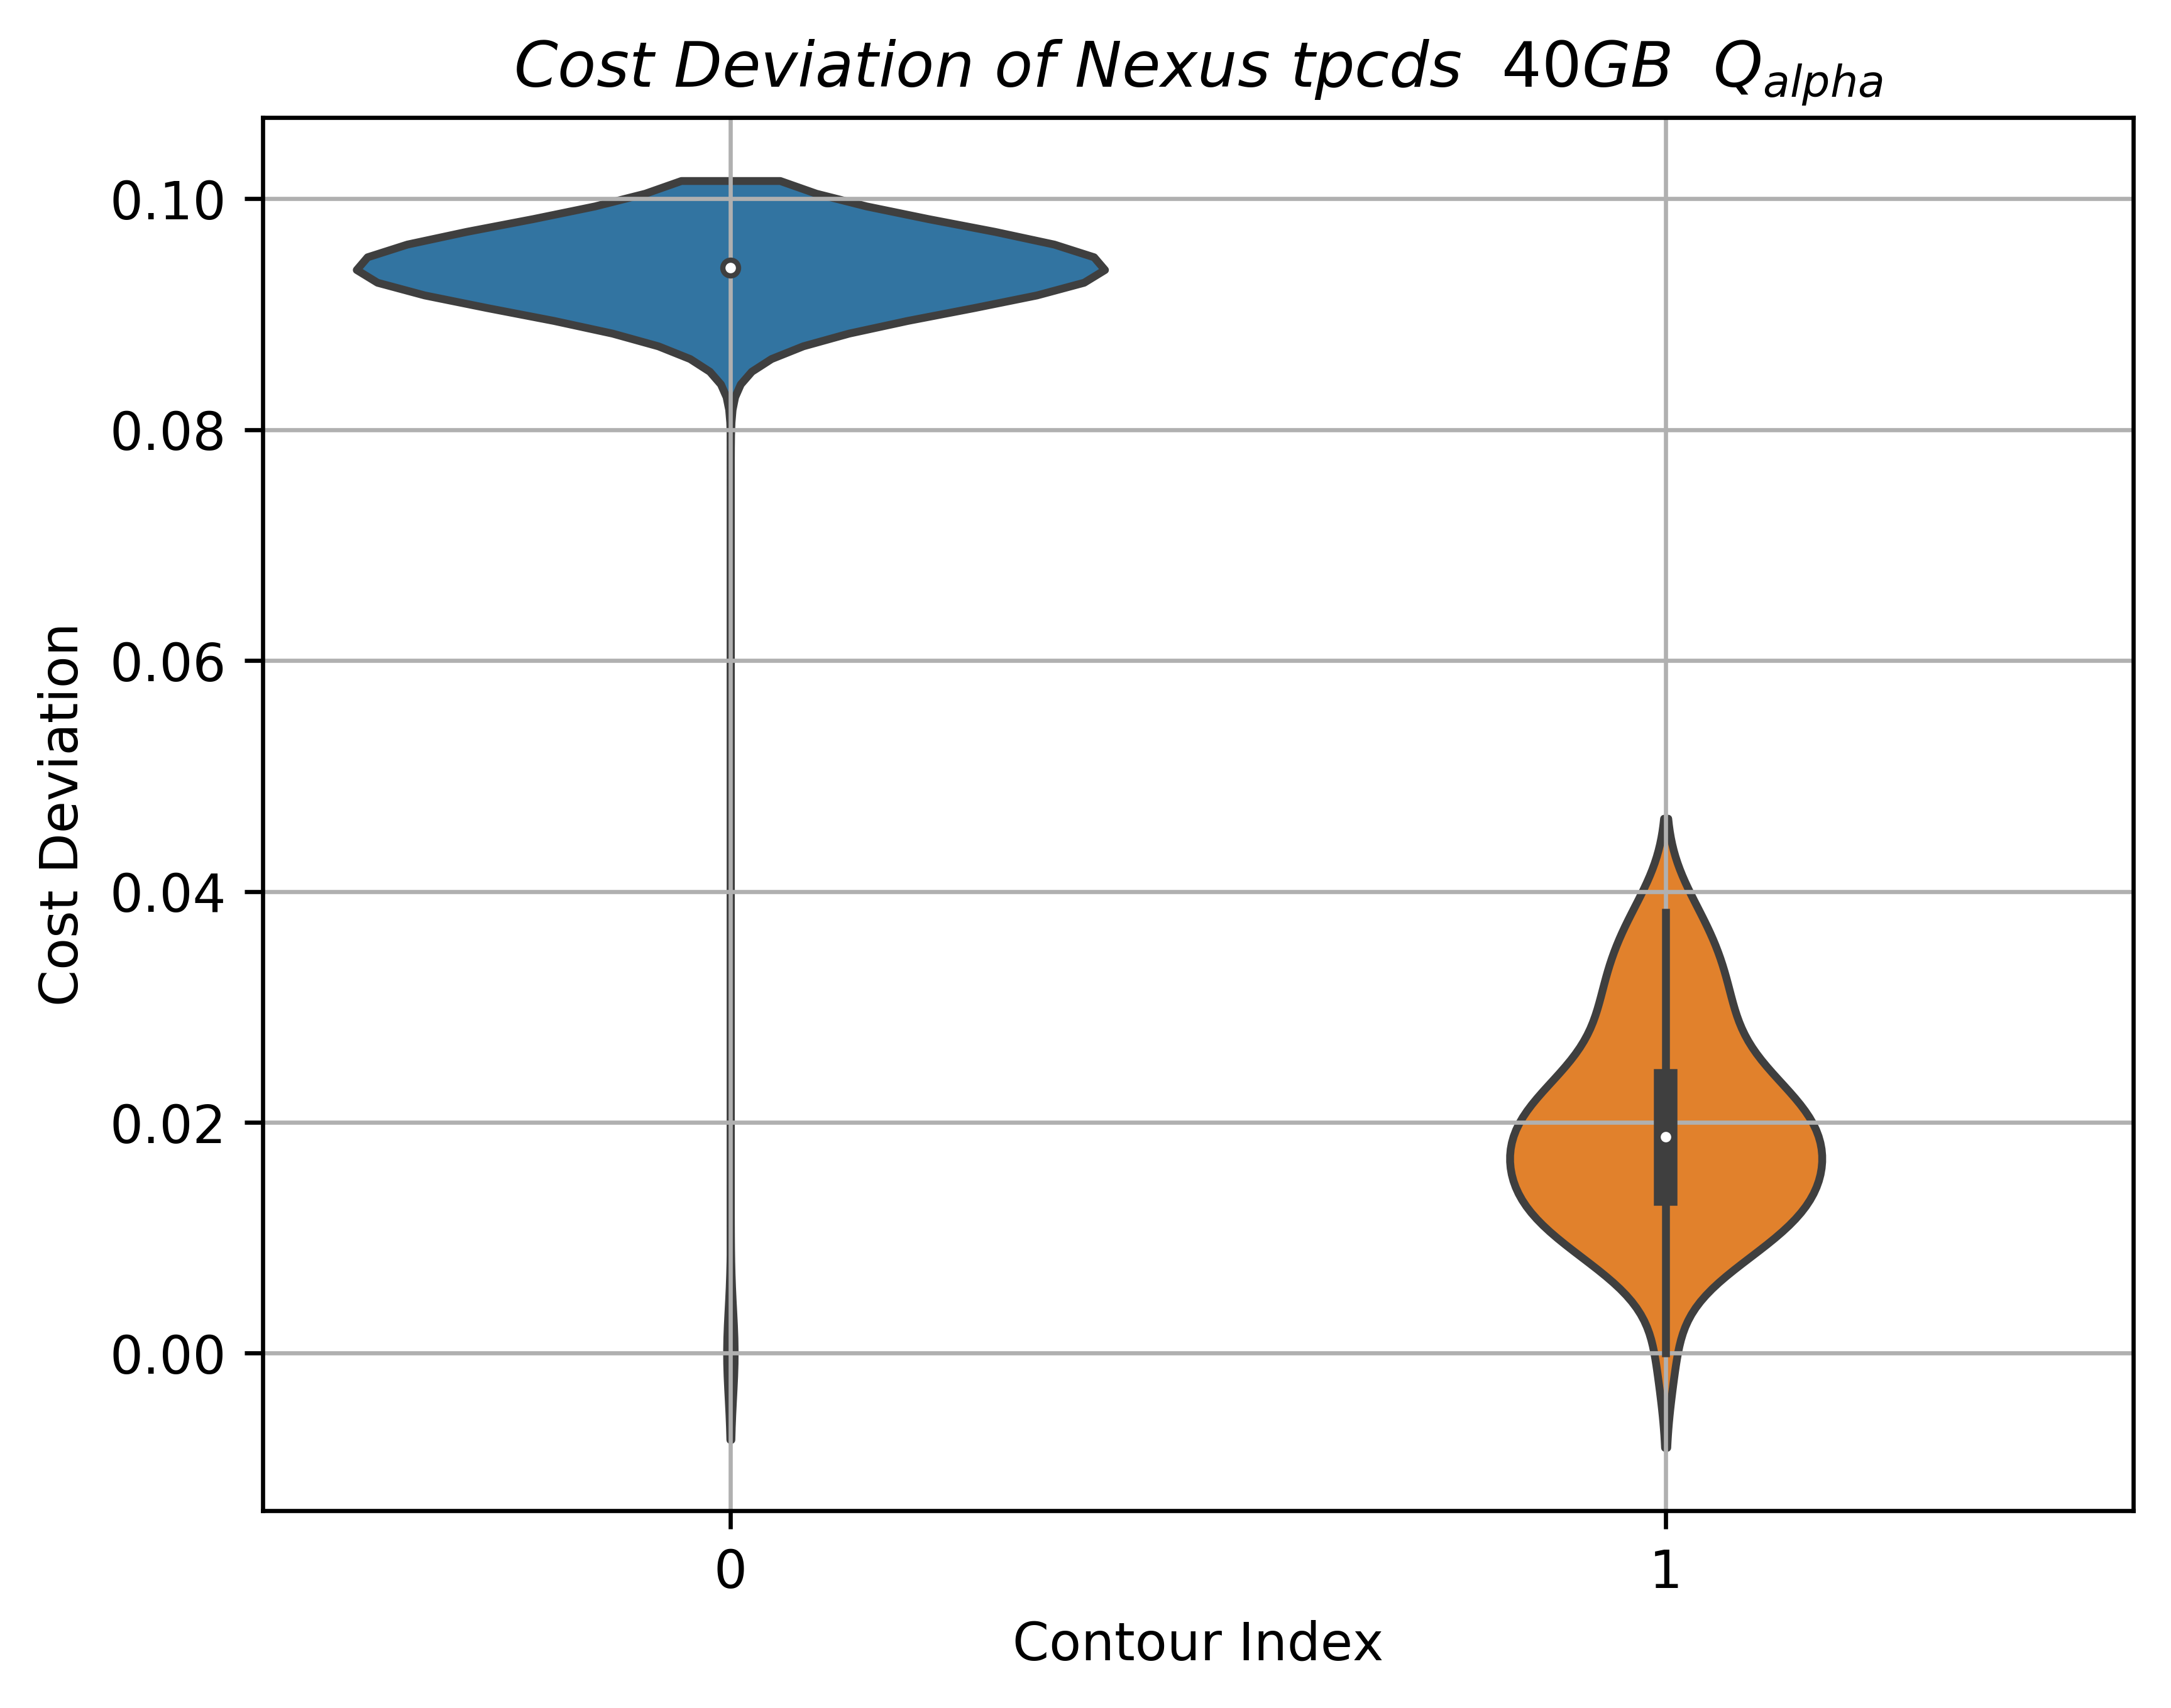 Cost Deviation of Nexus tpcds 40GB Q_alpha
0.10
0.08
0.06
0.04
0.02
0.00
Cost Deviation
0 1
Contour Index